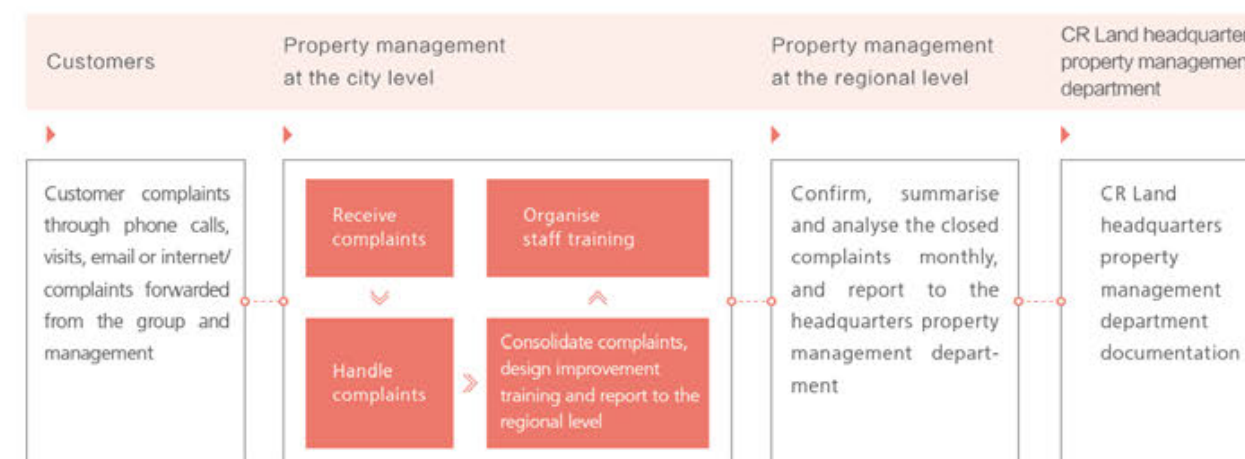 Customers
Property management
at the city level
Property management
at the regional level
CR Land headquarter
property managemen
department
Customer complaints
through phone calls,
visits, email or internet/
complaints forwarded
from the group and
management
Receive
complaints
Organise
staff training
Handle
complaints
Consolidate complaints,
design improvement
training and report to the
regional level
Confirm, summarise
and analyse the closed
complaints monthly,
and report to the
headquarters property
management depart-
ment
CR Land
headquarters
property
management
department
documentation